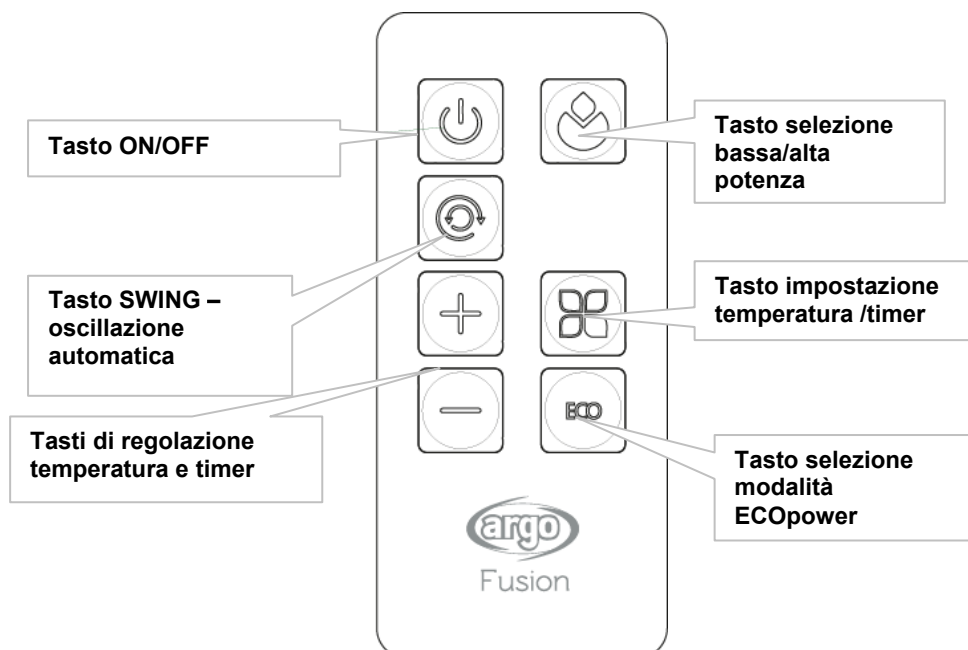 Tasto ON/OFF
Tasto selezione
bassa/alta
potenza
Tasto SWING –
oscillazione
automatica
Tasto impostazione
temperatura /timer
Tasti di regolazione
temperatura e timer
ECO
Tasto selezione
modalità
ECOpower
argo
Fusion